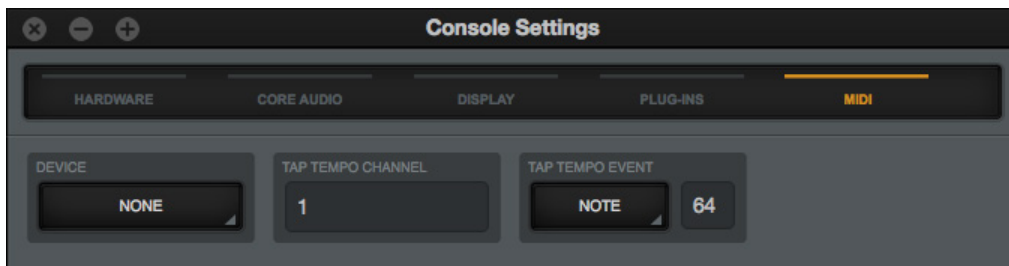 Console Settings
HARDWARE CORE AUDIO DISPLAY PLUG-INS MIDI
DEVICE TAP TEMPO CHANNEL TAP TEMPO EVENT
NONE 1 NOTE 64